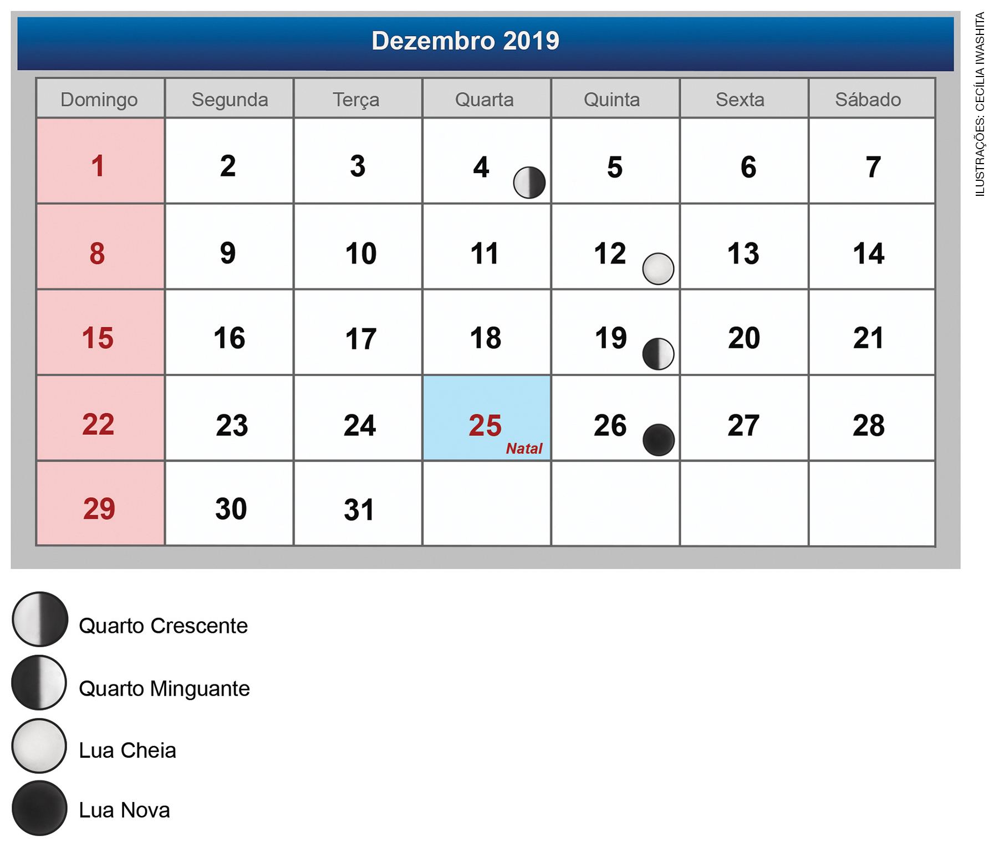 Dezembro 2019
Domingo Segunda Terça Quarta Quinta Sexta Sábado
1 2 3 4 5 6 7
8 9 10 11 12 13 14
15 16 17 18 19 20 21
22 23 24 25 26 27 28
Natal
29 30 31
Quarto Crescente
Quarto Minguante
Lua Cheia
Lua Nova
ILUSTRAÇÕES: CECÍLIA IWASHITA